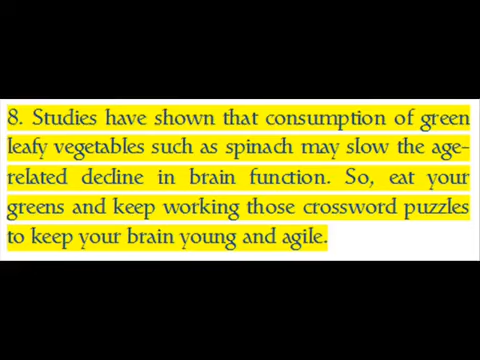 8. Studies have shown that consumption of green
leafy vegetables such as spinach may slow the age-
related decline in brain function. So, eat your
greens and keep working those crossword puzzles
to keep your brain young and agile.